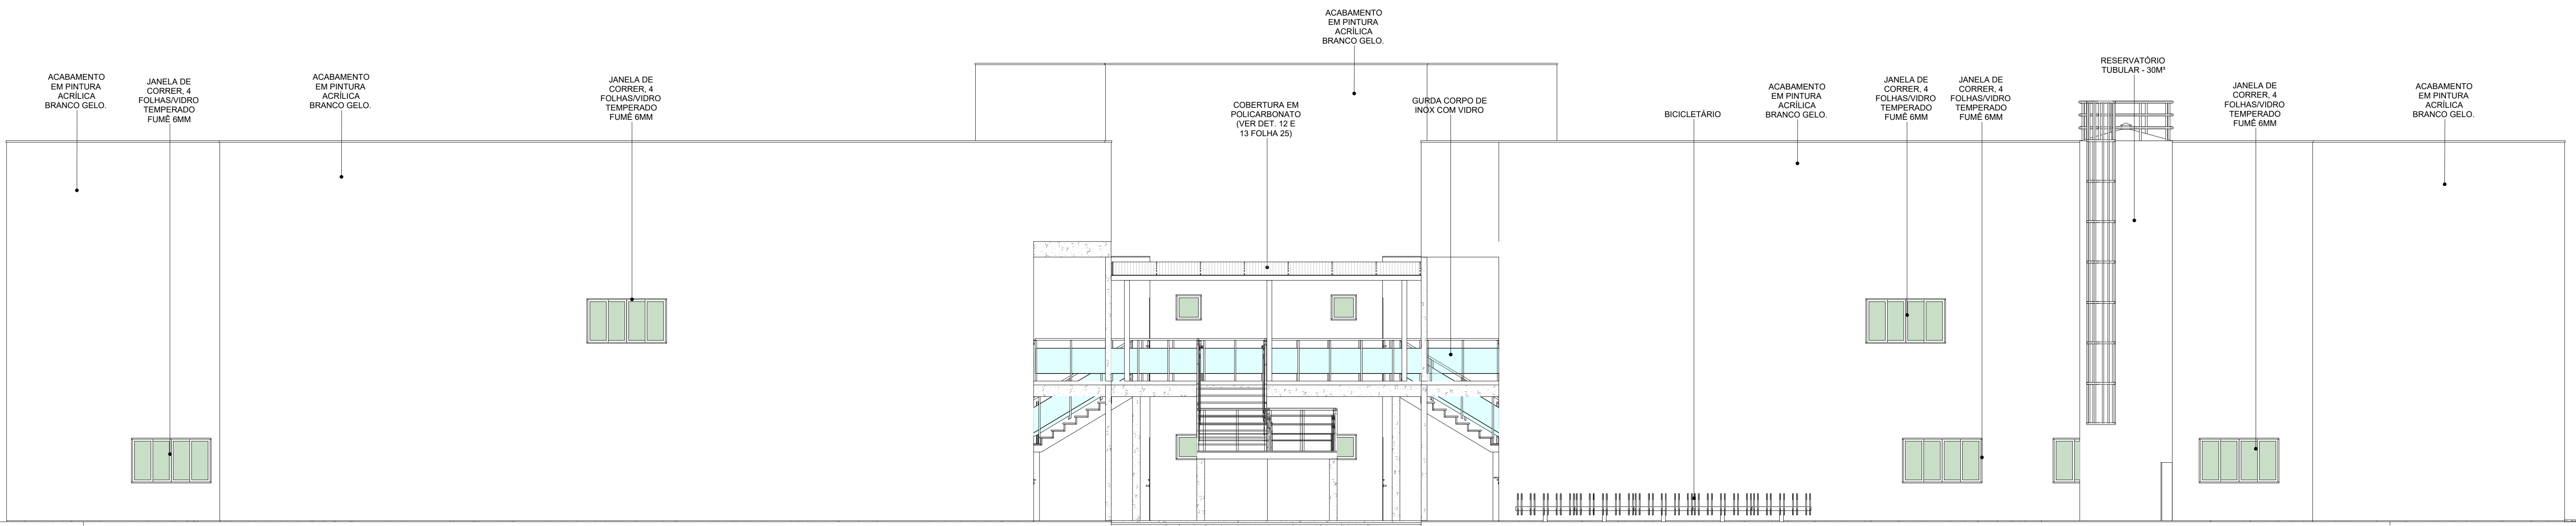 ACABAMENTO
EM PINTURA
ACRÍLICA
BRANCO GELO.
JANELA DE
CORRER, 4
FOLHAS/VIDRO
TEMPERADO
FUMÊ 6MM
ACABAMENTO
EM PINTURA
ACRÍLICA
BRANCO GELO.
JANELA DE
CORRER, 4
FOLHAS/VIDRO
TEMPERADO
FUMÊ 6MM
COBERTURA EM
POLICARBONATO
(VER DET. 12 E
13 FOLHA 25)
ACABAMENTO
EM PINTURA
ACRÍLICA
BRANCO GELO.
GURDA CORPO DE
INOX COM VIDRO
BICICLETÁRIO
ACABAMENTO
EM PINTURA
ACRÍLICA
BRANCO GELO.
JANELA DE
CORRER, 4
FOLHAS/VIDRO
TEMPERADO
FUMÊ 6MM
JANELA DE
CORRER, 4
FOLHAS/VIDRO
TEMPERADO
FUMÊ 6MM
RESERVATÓRIO
TUBULAR - 30M³
JANELA DE
CORRER, 4
FOLHAS/VIDRO
TEMPERADO
FUMÊ 6MM
ACABAMENTO
EM PINTURA
ACRÍLICA
BRANCO GELO.